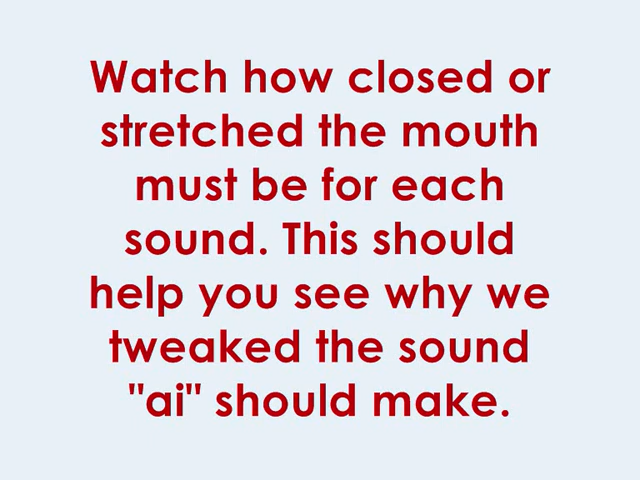 Watch how closed or
stretched the mouth
must be for each
sound. This should
help you see why we
tweaked the sound
"ai" should make.